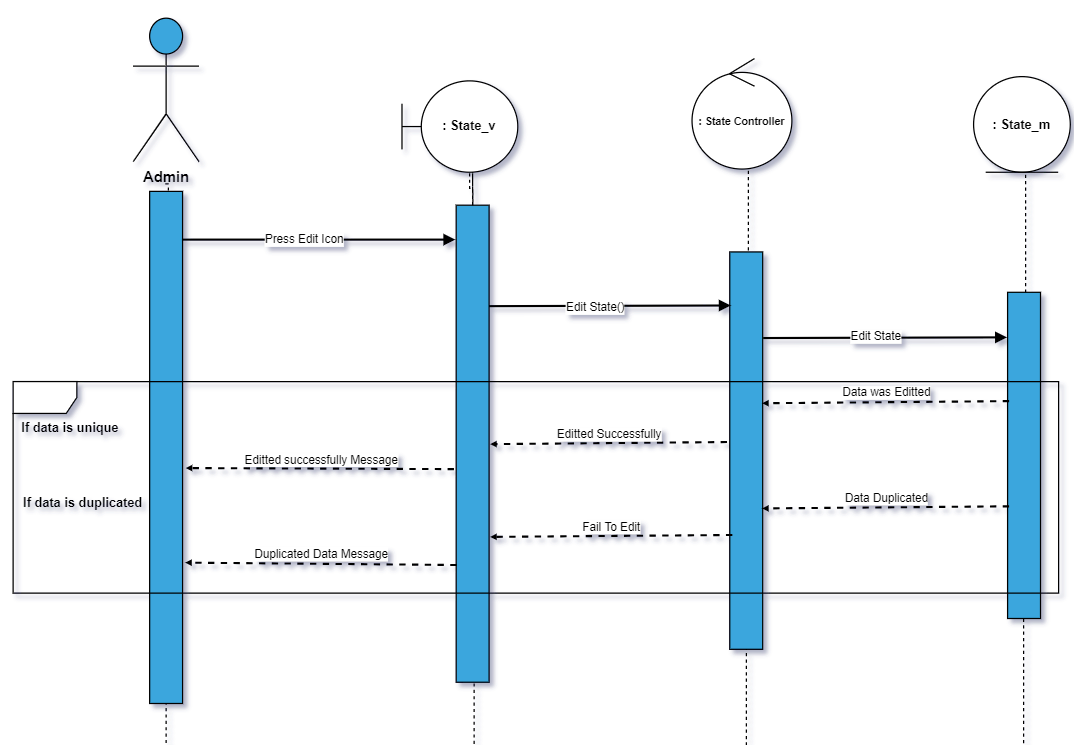 : State_v
: State Controller
: State_m
Admin
Press Edit Icon
Edit State()
Edit State
Data was Editted
If data is unique
Editted Successfully
Editted successfully Message
If data is duplicated
Data Duplicated
Fail To Edit
Duplicated Data Message